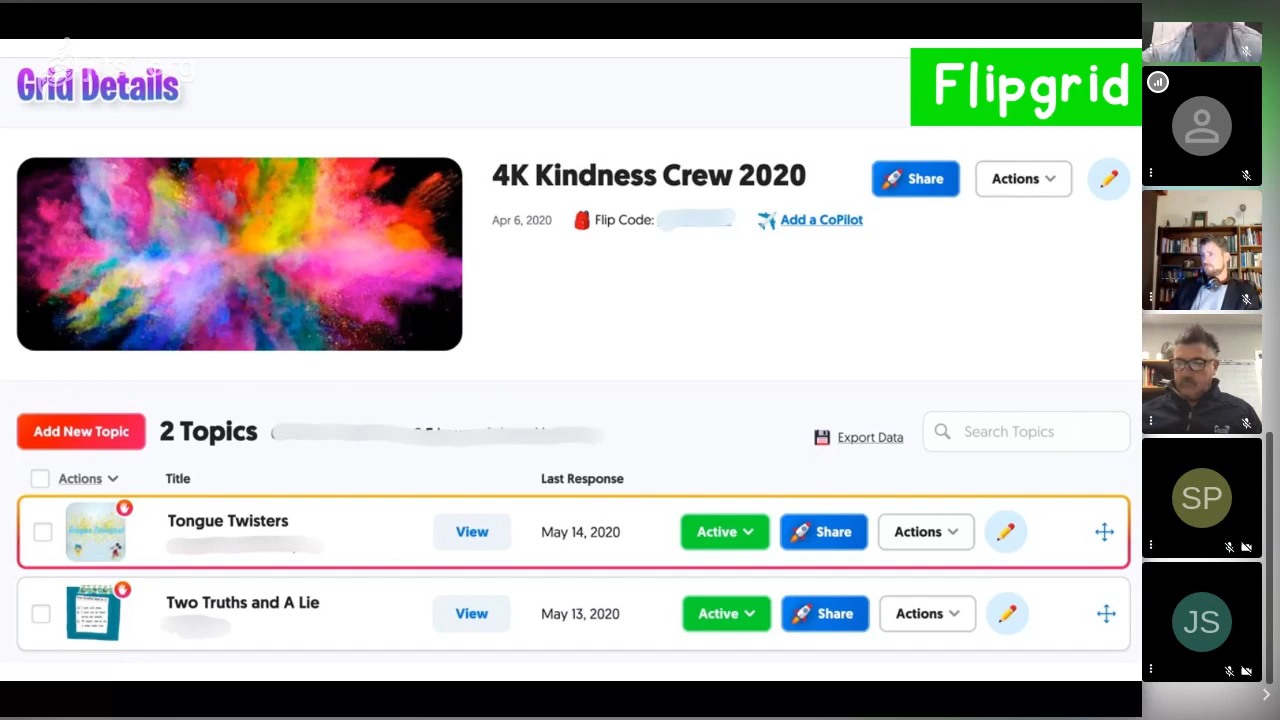 Grid Details
Flipgrid
4K Kindness Crew 2020
Share
Actions
Apr 6, 2020
Flip Code:
Add a CoPilot
Add New Topic
2 Topics
Export Data
Search Topics
Actions
Title
Last Response
Tongue Twisters
View
May 14, 2020
Active
Share
Actions
Two Truths and A Lie
View
May 13, 2020
Active
Share
Actions
SP
JS